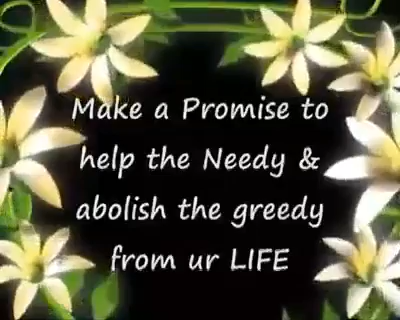 Make a Promise to
help the Needy &
abolish the greedy
from ur LIFE